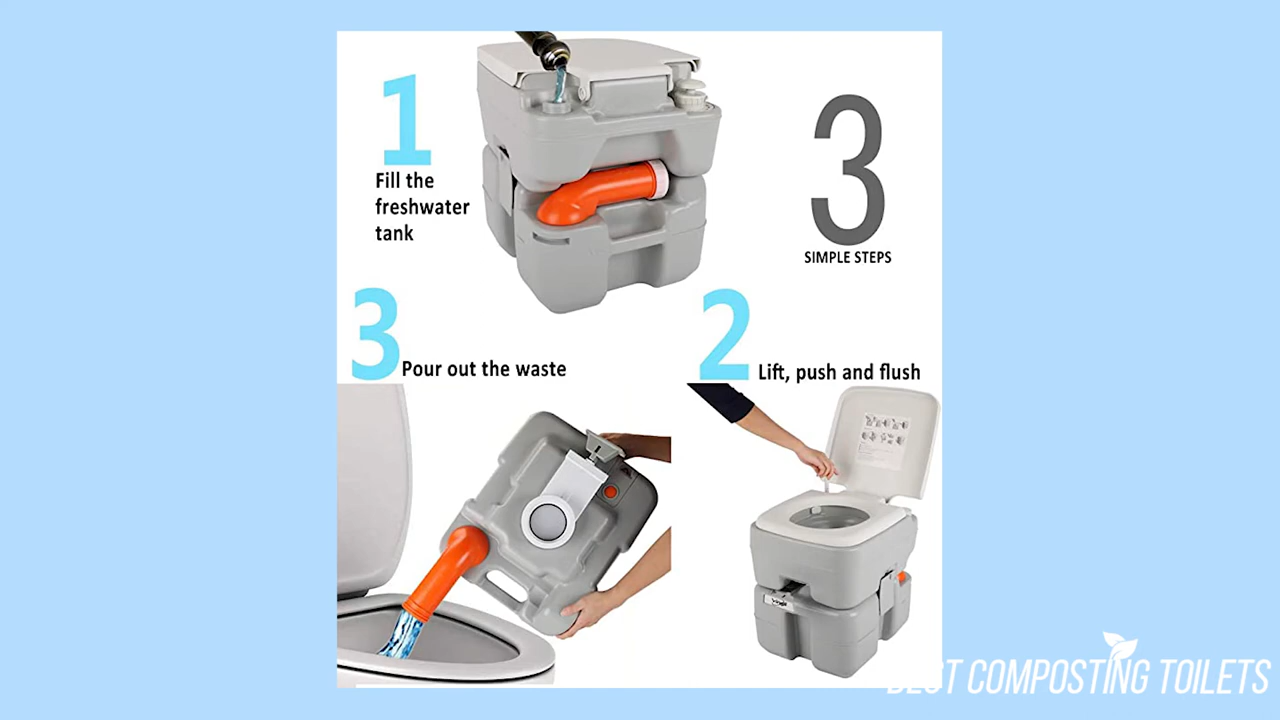 1
Fill the
freshwater
tank
3
SIMPLE STEPS
2
Lift, push and flush
3
Pour out the waste
BEST COMPOSTING TOILETS